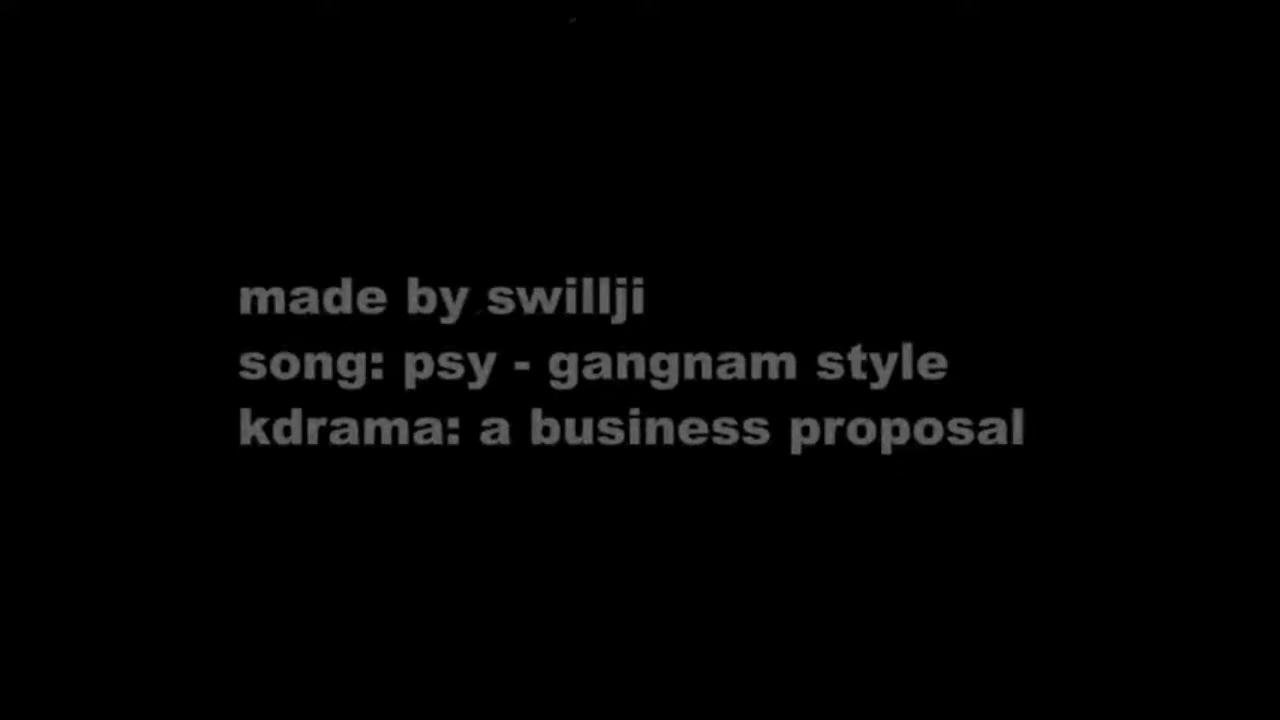 made by swillji
song: psy - gangnam style
kdrama: a business proposal